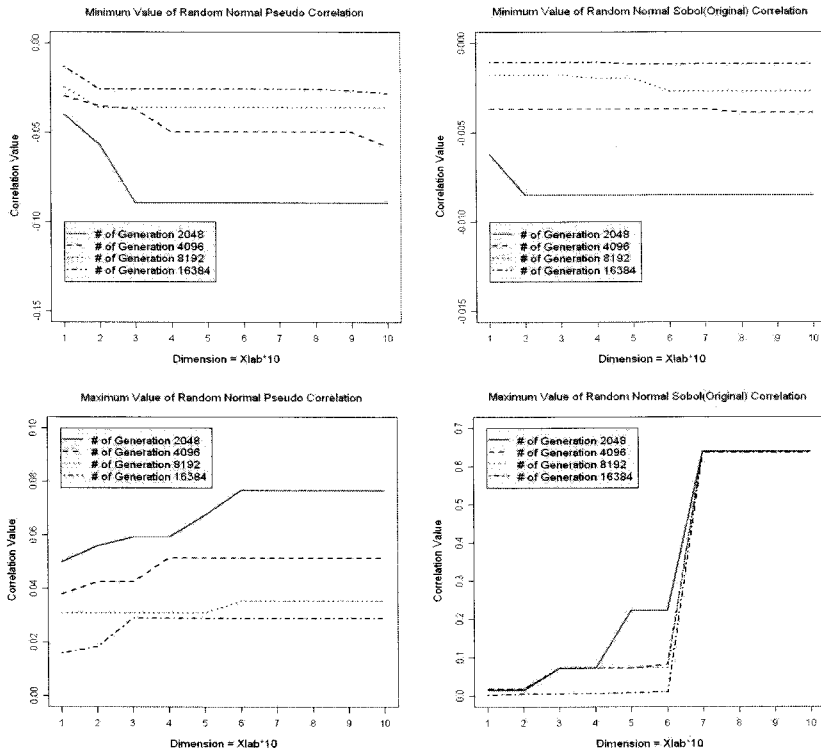 Minimum Value of Random Normal Pseudo Correlation
Correlation Value
0.00
-0.05
-0.10
-0.15
# of Generation 2048
# of Generation 4096
# of Generation 8192
# of Generation 16384
1 2 3 4 5 6 7 8 9 10
Dimension = Xlab*10
Minimum Value of Random Normal Sobol(Original) Correlation
Correlation Value
0.000
-0.005
-0.010
-0.015
# of Generation 2048
# of Generation 4096
# of Generation 8192
# of Generation 16384
1 2 3 4 5 6 7 8 9 10
Dimension = Xlab*10
Maximum Value of Random Normal Pseudo Correlation
Correlation Value
0.10
0.08
0.06
0.04
0.02
0.00
# of Generation 2048
# of Generation 4096
# of Generation 8192
# of Generation 16384
1 2 3 4 5 6 7 8 9 10
Dimension = Xlab*10
Maximum Value of Random Normal Sobol(Original) Correlation
Correlation Value
0.7
0.6
0.5
0.4
0.3
0.2
0.1
0.0
# of Generation 2048
# of Generation 4096
# of Generation 8192
# of Generation 16384
1 2 3 4 5 6 7 8 9 10
Dimension = Xlab*10